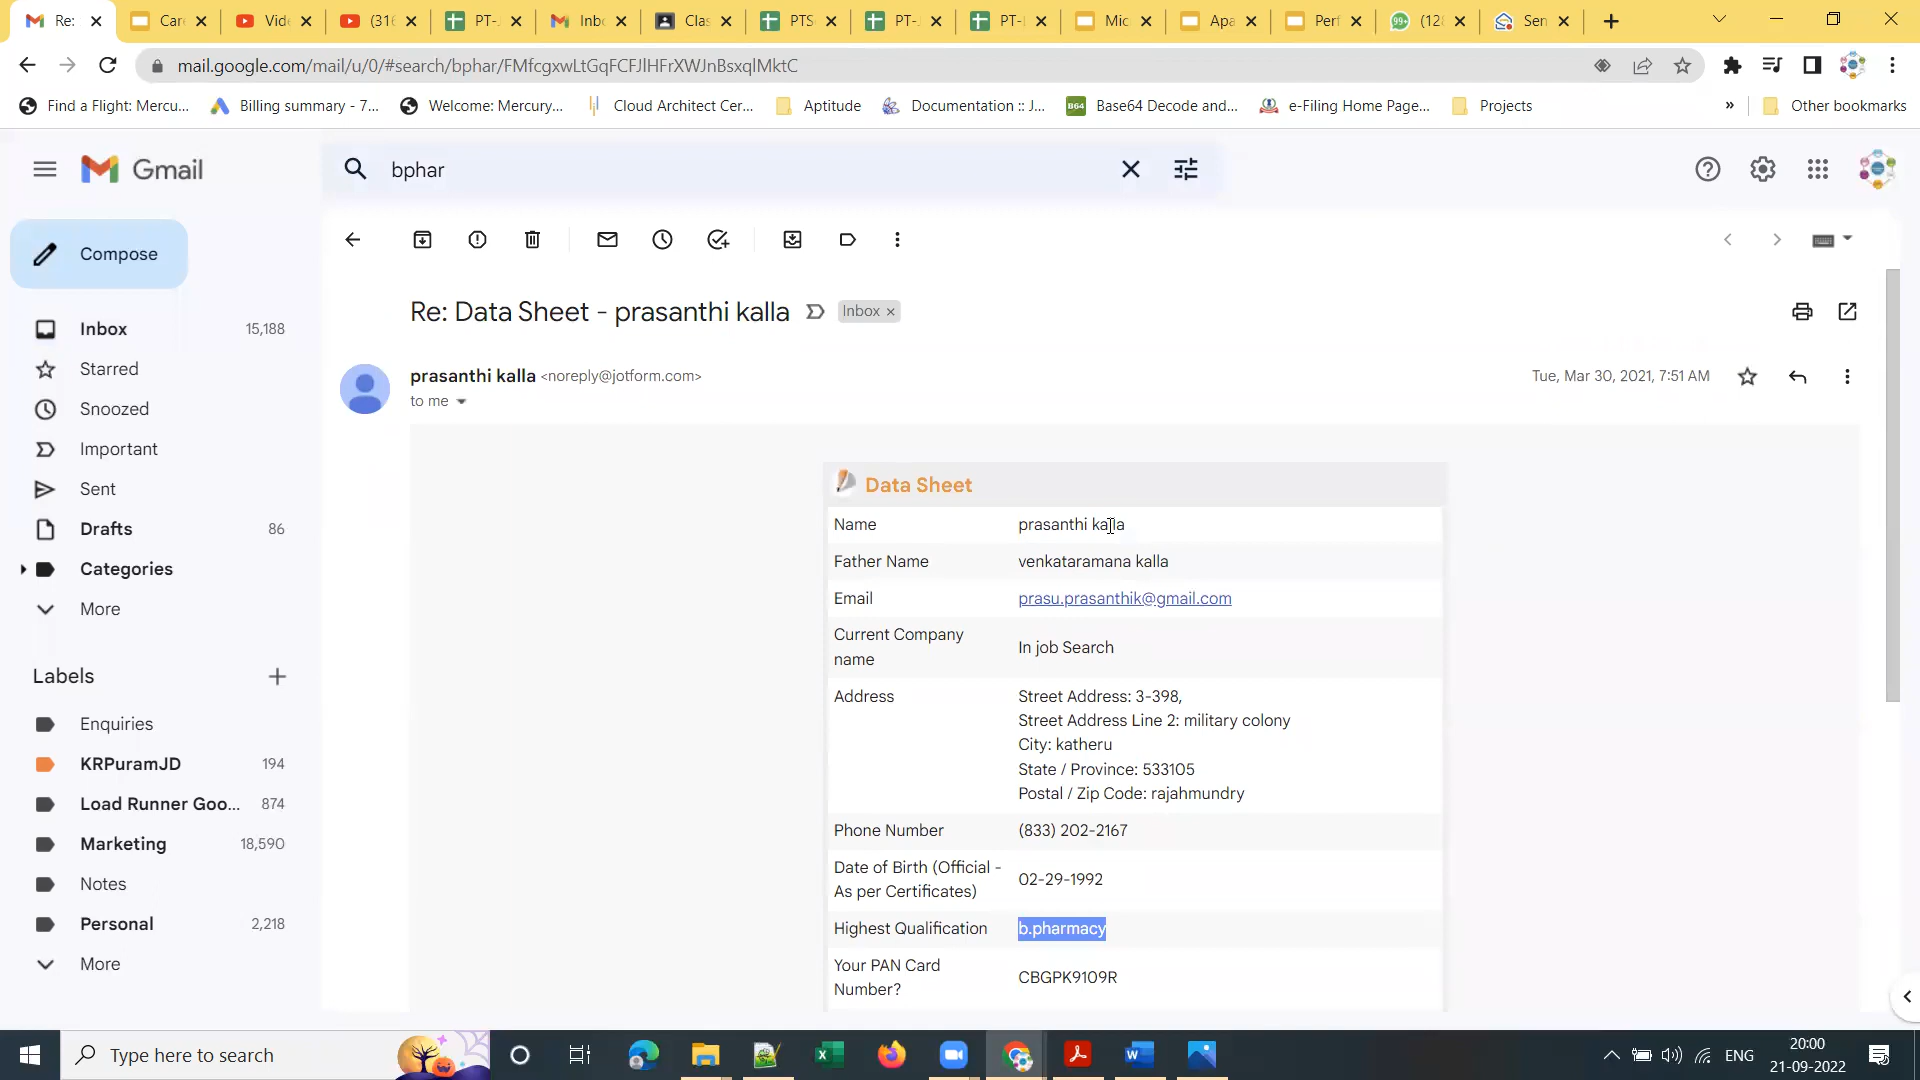 Re:
Car
Vid
(316
PT-.
Inb
Clas
PTS
PT-.
PT-I
Mic
Apa
Perf
(128
Sen
mail.google.com/mail/u/0/#search/bphar/FMfcgxwLtGqFCFJlHFrXWJnBsxqlMktC
Find a Flight: Mercu...
Billing summary - 7...
Welcome: Mercury...
Cloud Architect Cer...
Aptitude
Documentation :: J...
B64
Base64 Decode and...
e-Filing Home Page...
Projects
»
Other bookmarks
Gmail
bphar
Compose
Inbox 15,188
Starred
Snoozed
Important
Sent
Drafts 86
Categories
More
Labels +
Enquiries
KRPuramJD 194
Load Runner Goo... 874
Marketing 18,590
Notes
Personal 2,218
More
Re: Data Sheet - prasanthi kalla
Inbox ×
prasanthi kalla <noreply@jotform.com>
Tue, Mar 30, 2021, 7:51 AM
to me
Data Sheet
Name prasanthi kalla
Father Name venkataramana kalla
Email prasu.prasanthik@gmail.com
Current Company
name
In job Search
Address
Street Address: 3-398,
Street Address Line 2: military colony
City: katheru
State / Province: 533105
Postal / Zip Code: rajahmundry
Phone Number (833) 202-2167
Date of Birth (Official -
As per Certificates)
02-29-1992
Highest Qualification b.pharmacy
Your PAN Card
Number?
CBGPK9109R
Type here to search
ENG
20:00
21-09-2022